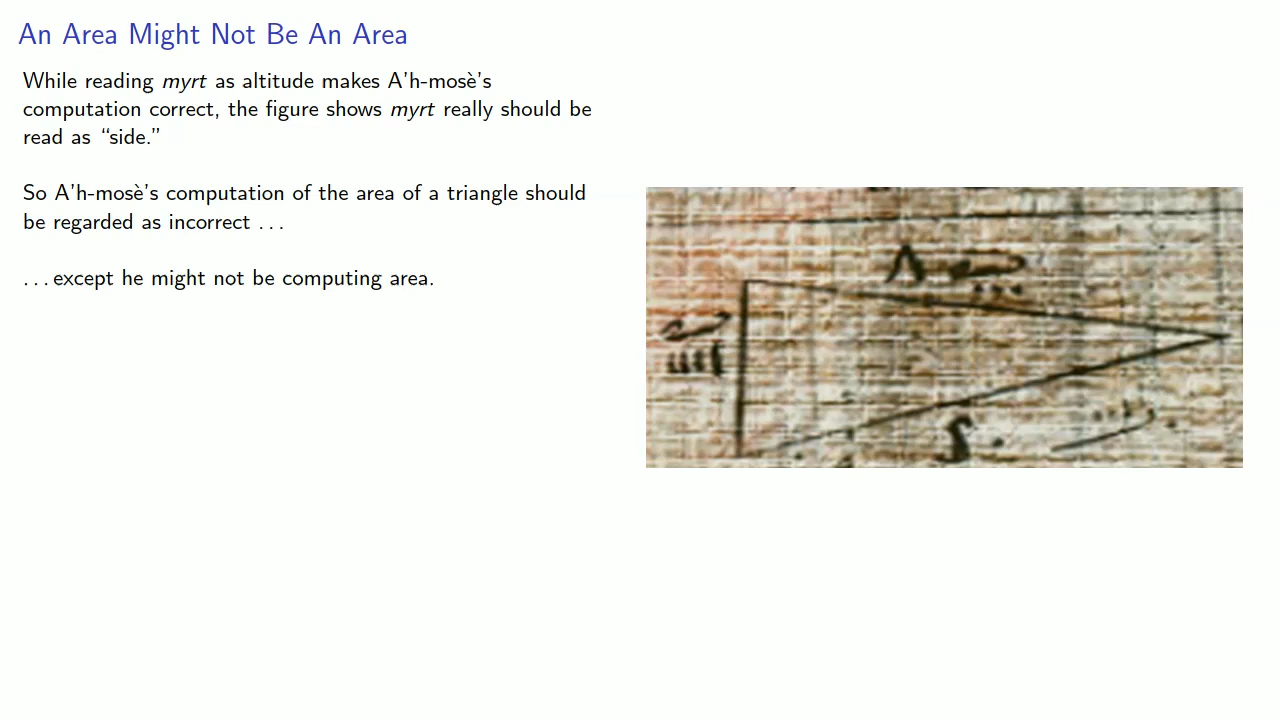 An Area Might Not Be An Area
While reading myrt as altitude makes A'h-mosè's
computation correct, the figure shows myrt really should be
read as “side.”
So A'h-mosè's computation of the area of a triangle should
be regarded as incorrect . . .
. . . except he might not be computing area.